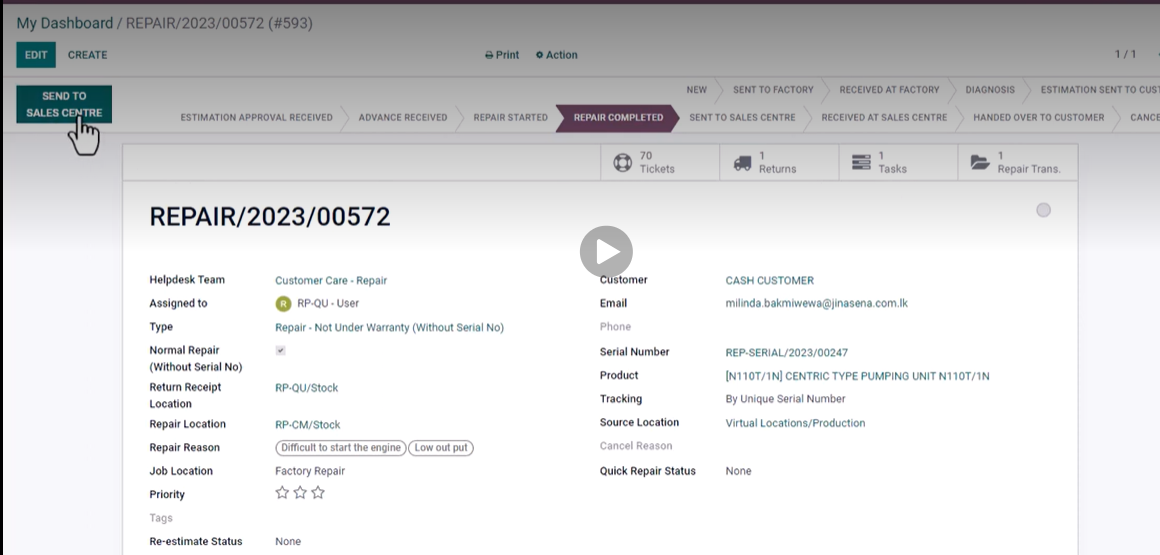 My Dashboard / REPAIR/2023/00572 (#593)
EDIT CREATE Print Action 1 / 1
SEND TO SALES CENTRE
NEW SENT TO FACTORY RECEIVED AT FACTORY DIAGNOSIS ESTIMATION SENT TO
ESTIMATION APPROVAL RECEIVED ADVANCE RECEIVED REPAIR STARTED REPAIR COMPLETED SENT TO SALES CENTRE RECEIVED AT SALES CENTRE HANDED OVER TO CUSTOMER
70 Tickets 1 Returns 1 Tasks 1 Repair Trans.
REPAIR/2023/00572
Helpdesk Team Customer Care - Repair
Assigned to R RP-QU - User
Type Repair - Not Under Warranty (Without Serial No)
Normal Repair (Without Serial No)
Return Receipt Location RP-QU/Stock
Repair Location RP-CM/Stock
Repair Reason Difficult to start the engine Low out put
Job Location Factory Repair
Priority
Tags
Re-estimate Status None
Customer CASH CUSTOMER
Email milinda.bakmiwewa@jinasena.com.lk
Phone
Serial Number REP-SERIAL/2023/00247
Product [N110T/1N] CENTRIC TYPE PUMPING UNIT N110T/1N
Tracking By Unique Serial Number
Source Location Virtual Locations/Production
Cancel Reason
Quick Repair Status None